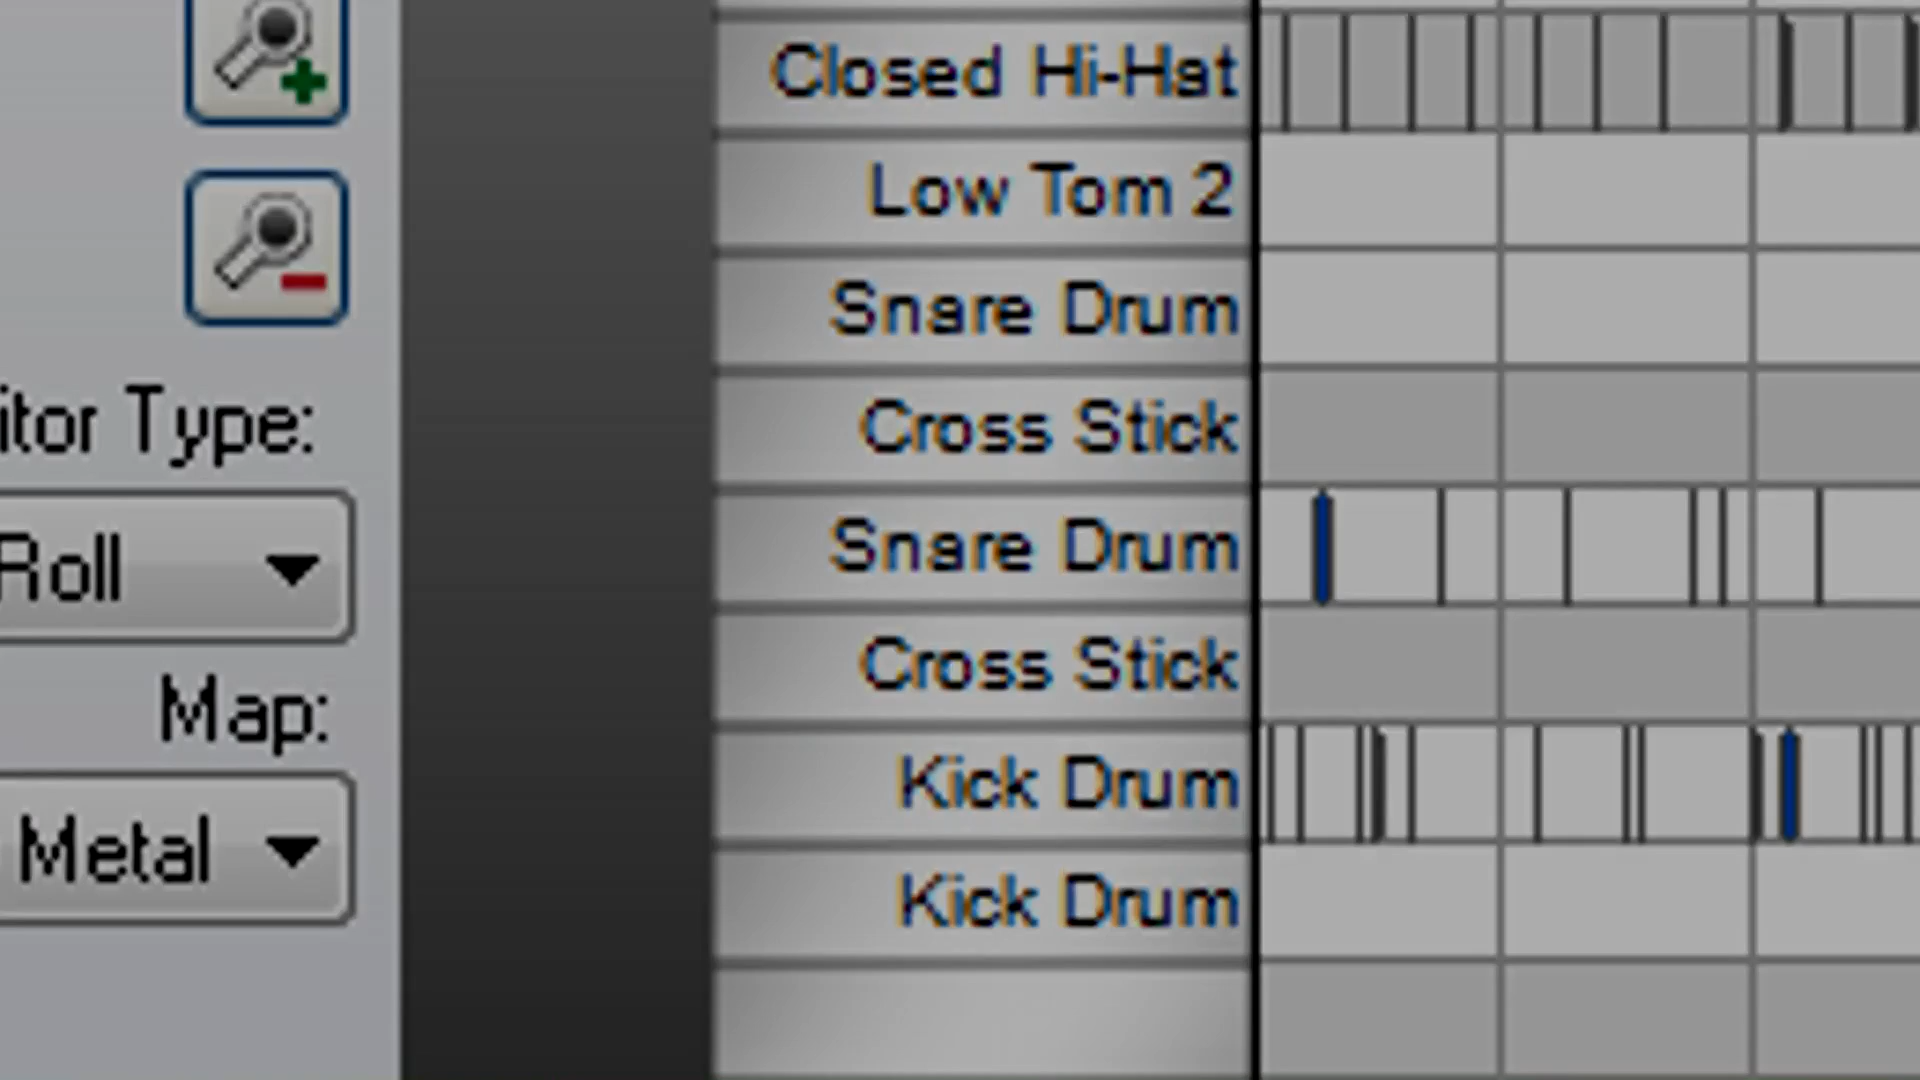 Closed Hi-Hat
Low Tom 2
Snare Drum
Cross Stick
Snare Drum
Cross Stick
Kick Drum
Kick Drum
itor Type:
Roll
Map:
Metal